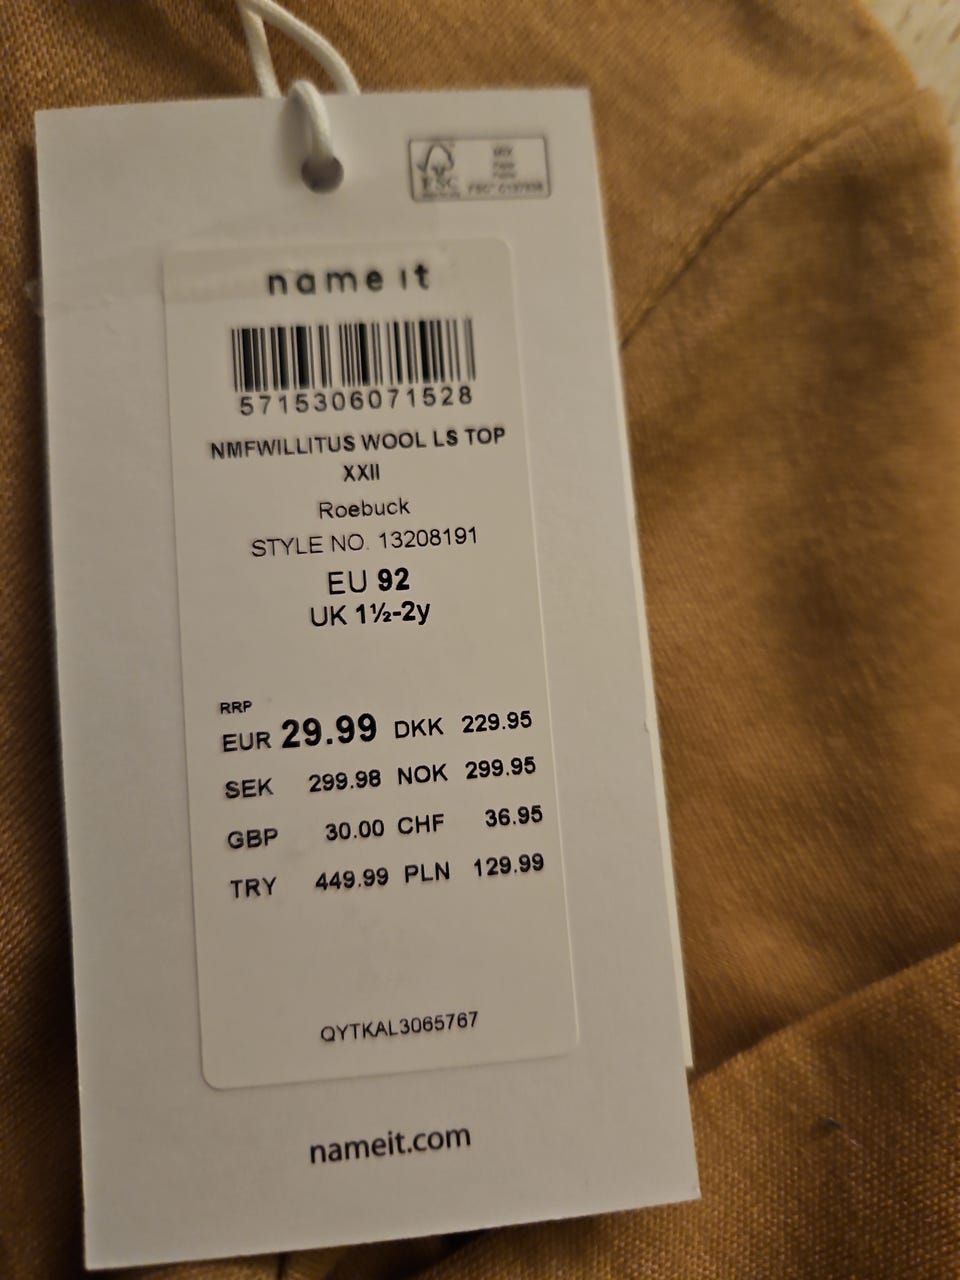 FSC
MIX
name it
5715306071528
NMFWILLITUS WOOL LS TOP
XXII
Roebuck
STYLE NO. 13208191
EU 92
UK 1½-2y
RRP
EUR 29.99 DKK 229.95
SEK 299.98 NOK 299.95
GBP 30.00 CHF 36.95
TRY 449.99 PLN 129.99
QYTKAL3065767
nameit.com